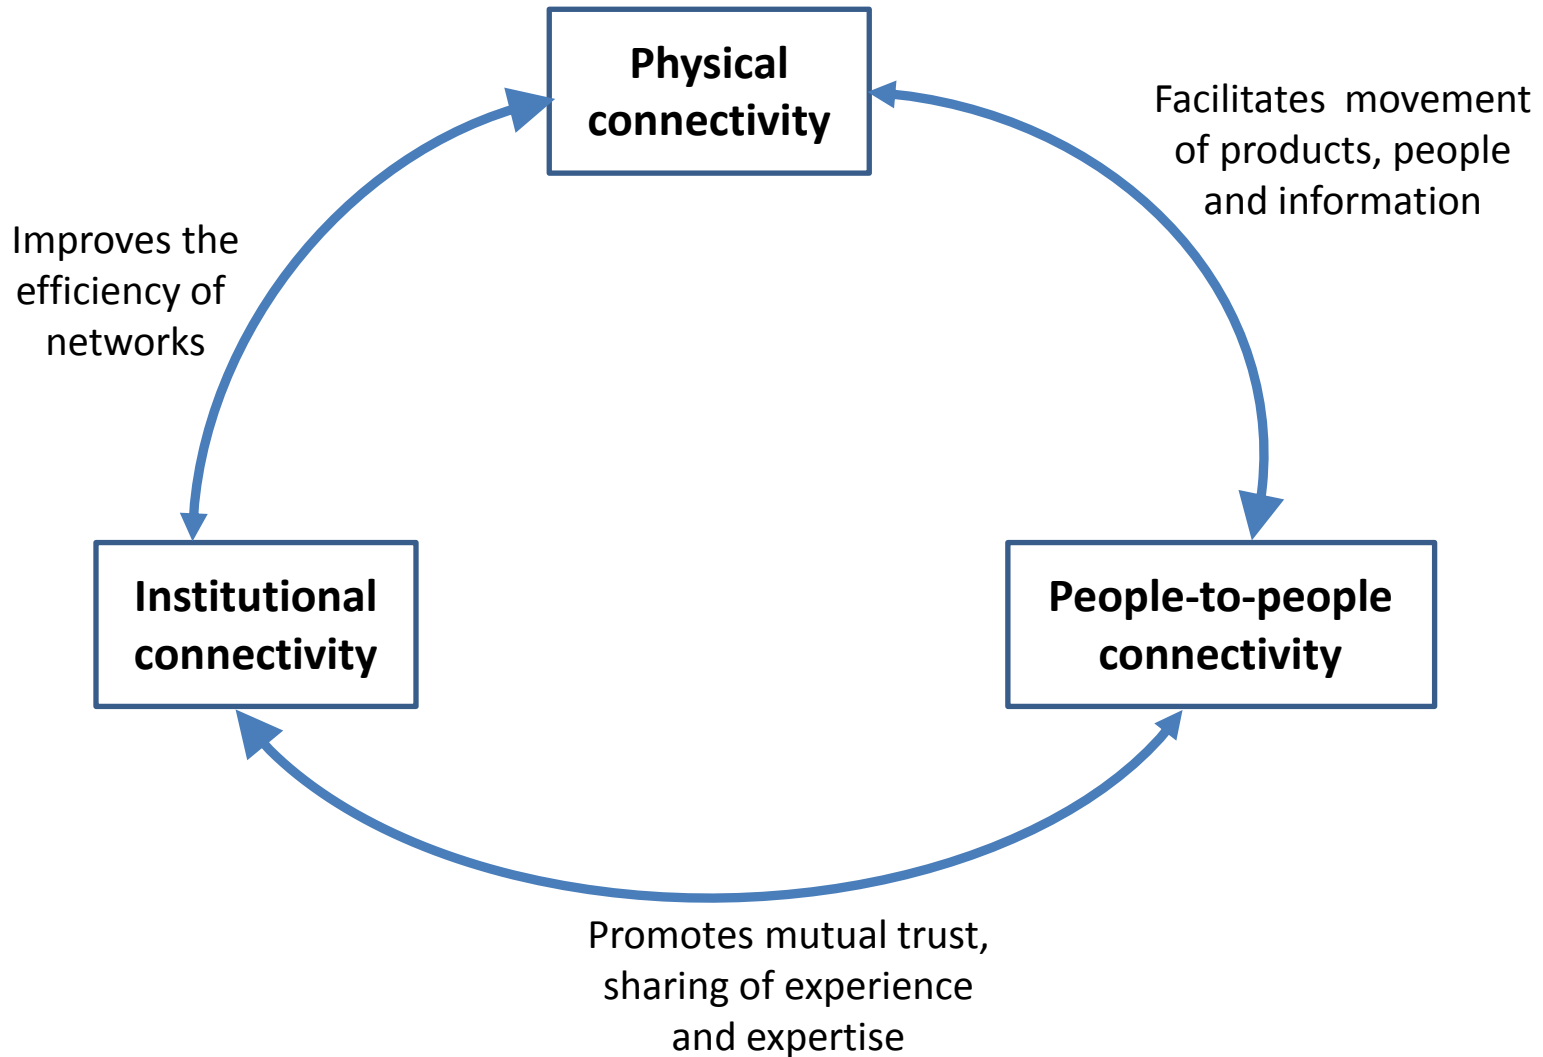 Physical
connectivity
Facilitates  movement
of products, people
and information
Improves the
efficiency of
networks
Institutional
connectivity
People-to-people
connectivity
Promotes mutual trust,
sharing of experience
and expertise